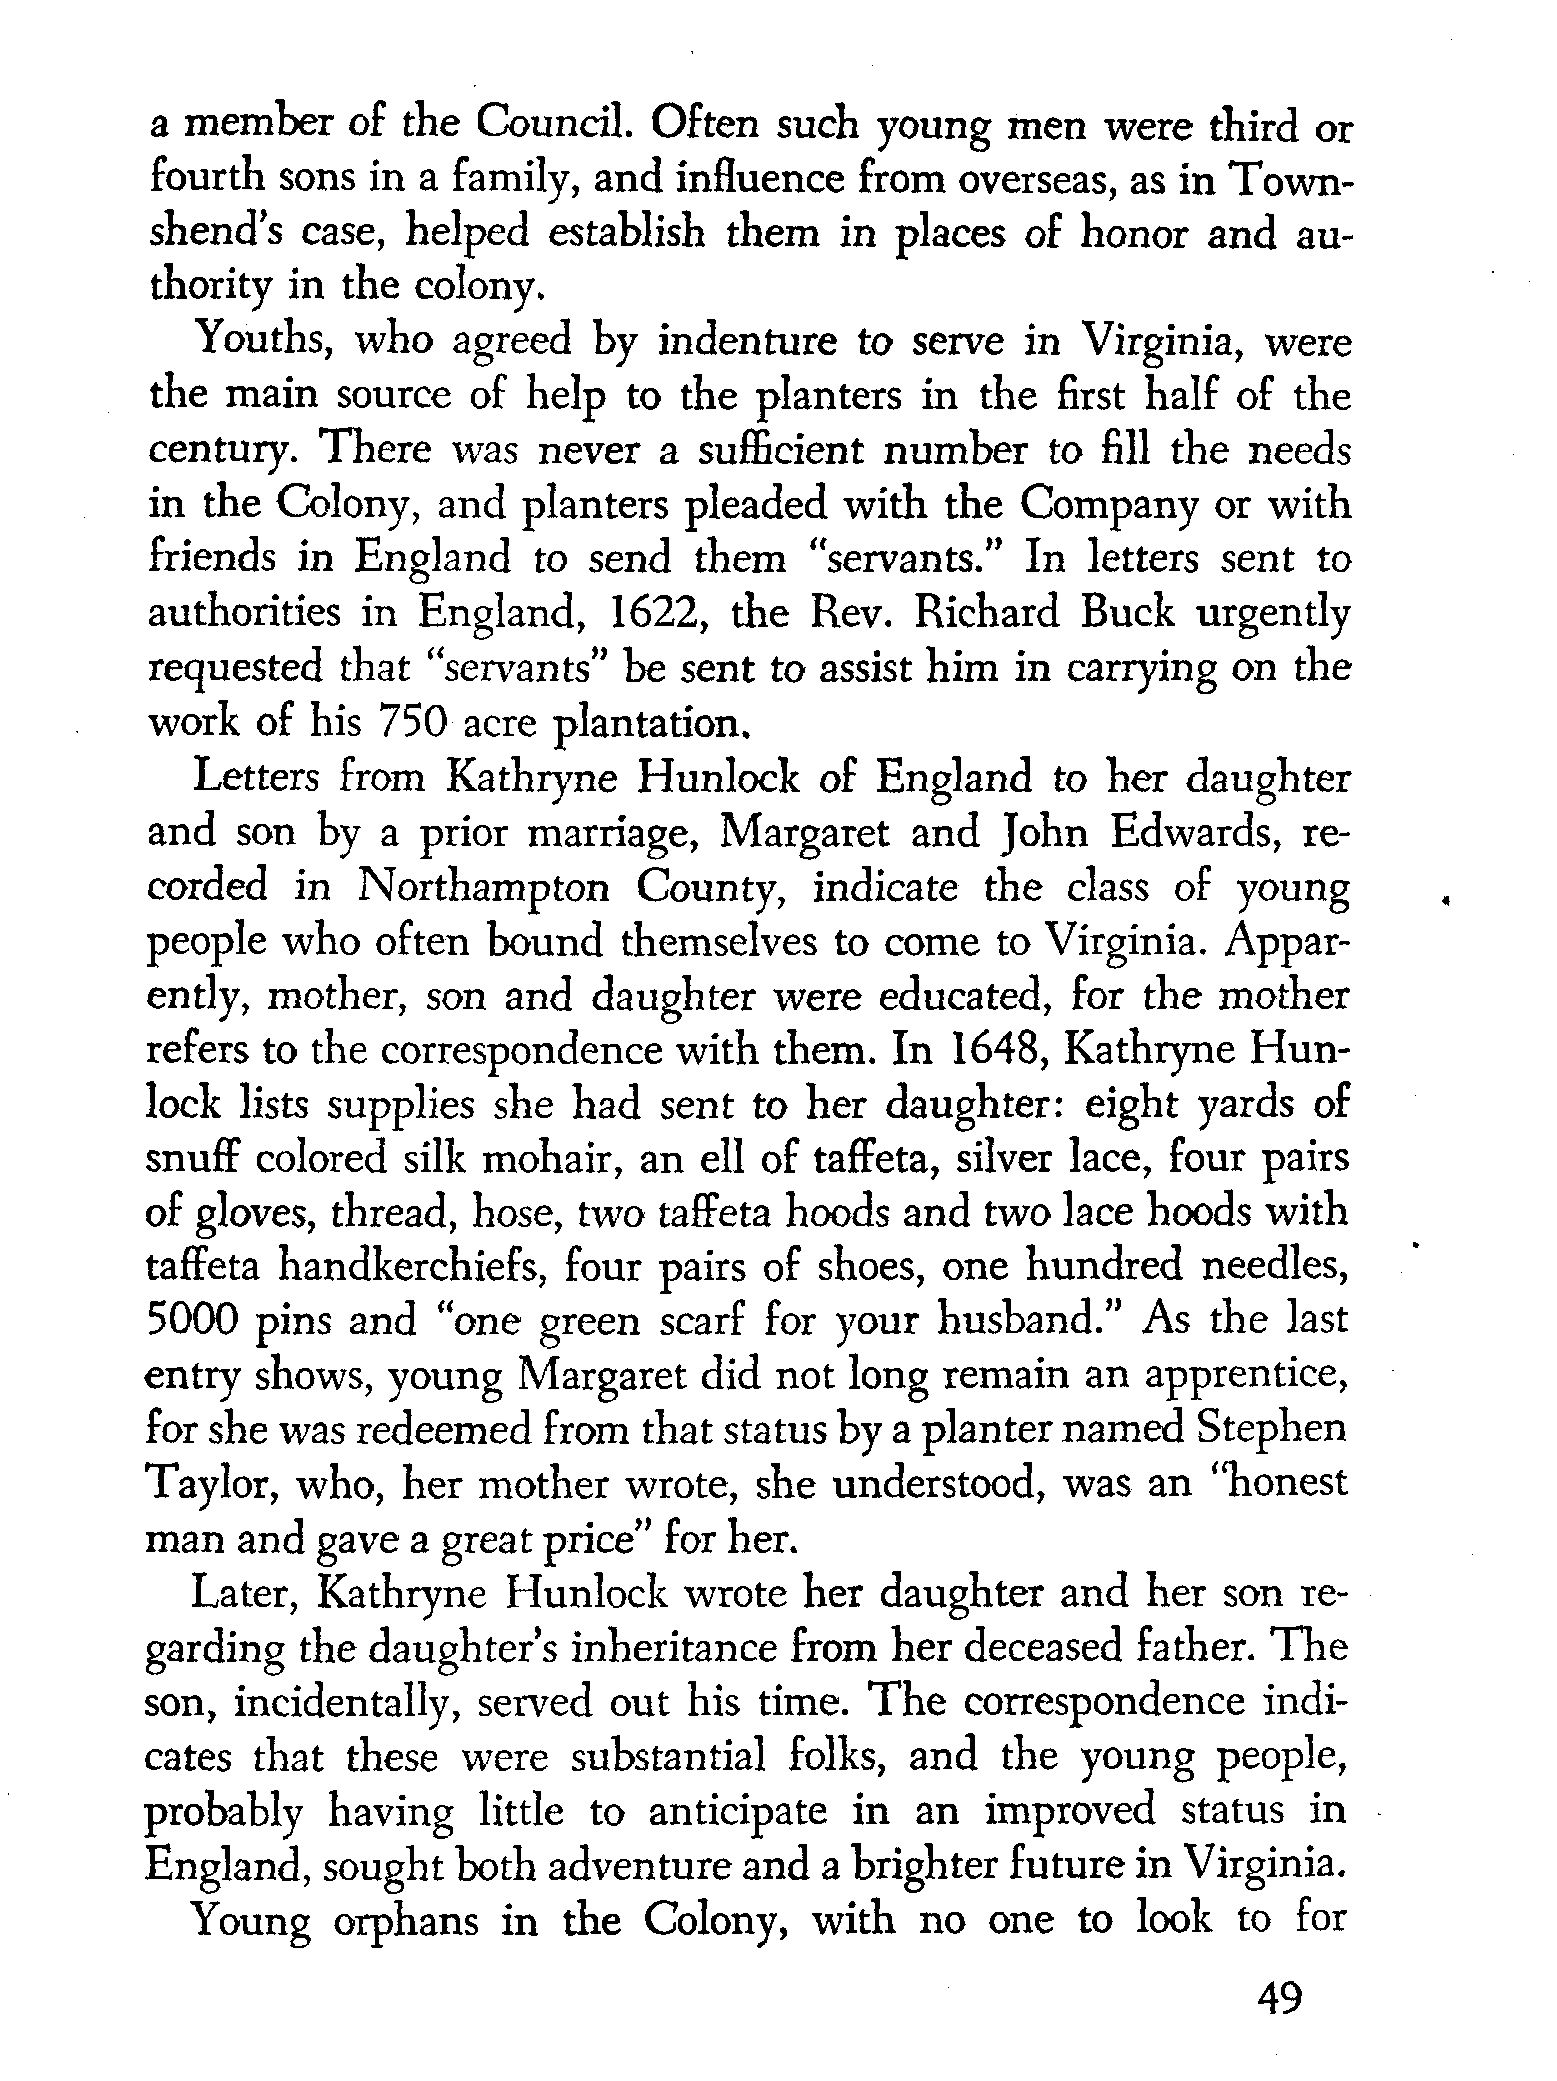 a member of the Council. Often such young men were third or
fourth sons in a family, and influence from overseas, as in Town-
shend's case, helped establish them in places of honor and au-
thority in the colony.
Youths, who agreed by indenture to serve in Virginia, were
the main source of help to the planters in the first half of the
century. There was never a sufficient number to fill the needs
in the Colony, and planters pleaded with the Company or with
friends in England to send them "servants." In letters sent to
authorities in England, 1622, the Rev. Richard Buck urgently
requested that "servants" be sent to assist him in carrying on the
work of his 750 acre plantation.
Letters from Kathryne Hunlock of England to her daughter
and son by a prior marriage, Margaret and John Edwards, re-
corded in Northampton County, indicate the class of young
people who often bound themselves to come to Virginia. Appar-
ently, mother, son and daughter were educated, for the mother
refers to the correspondence with them. In 1648, Kathryne Hun-
lock lists supplies she had sent to her daughter: eight yards of
snuff colored silk mohair, an ell of taffeta, silver lace, four pairs
of gloves, thread, hose, two taffeta hoods and two lace hoods with
taffeta handkerchiefs, four pairs of shoes, one hundred needles,
5000 pins and "one green scarf for your husband." As the last
entry shows, young Margaret did not long remain an apprentice,
for she was redeemed from that status by a planter named Stephen
Taylor, who, her mother wrote, she understood, was an "honest
man and gave a great price" for her.
Later, Kathryne Hunlock wrote her daughter and her son re-
garding the daughter's inheritance from her deceased father. The
son, incidentally, served out his time. The correspondence indi-
cates that these were substantial folks, and the young people,
probably having little to anticipate in an improved status in
England, sought both adventure and a brighter future in Virginia.
Young orphans in the Colony, with no one to look to for
49